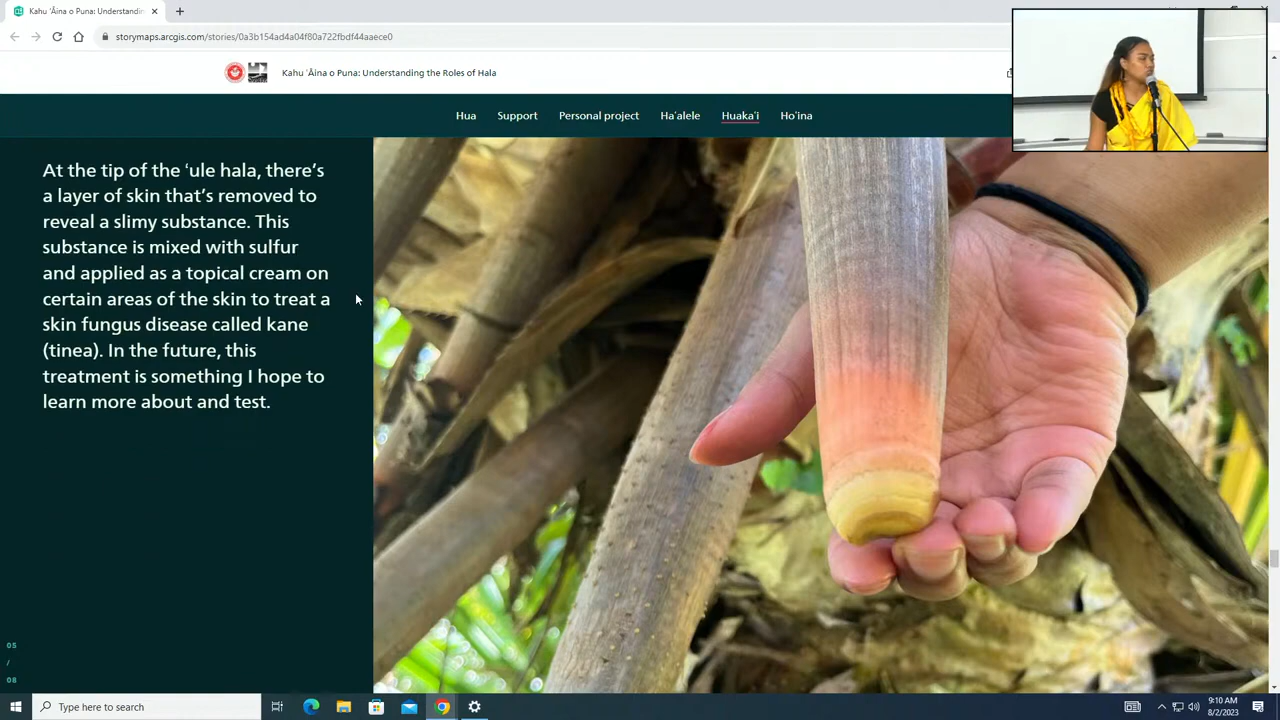 Kahu ʻĀina o Puna: Understandin
storymaps.arcgis.com/stories/0a3b154ad4a04f80a722fbdf44aaece0
Kahu ʻĀina o Puna: Understanding the Roles of Hala
Hua Support Personal project Haʻalele Huakaʻi Hoʻina
At the tip of the ʻule hala, there’s
a layer of skin that’s removed to
reveal a slimy substance. This
substance is mixed with sulfur
and applied as a topical cream on
certain areas of the skin to treat a
skin fungus disease called kane
(tinea). In the future, this
treatment is something I hope to
learn more about and test.
05
/
08
Type here to search
9:10 AM
8/2/2023